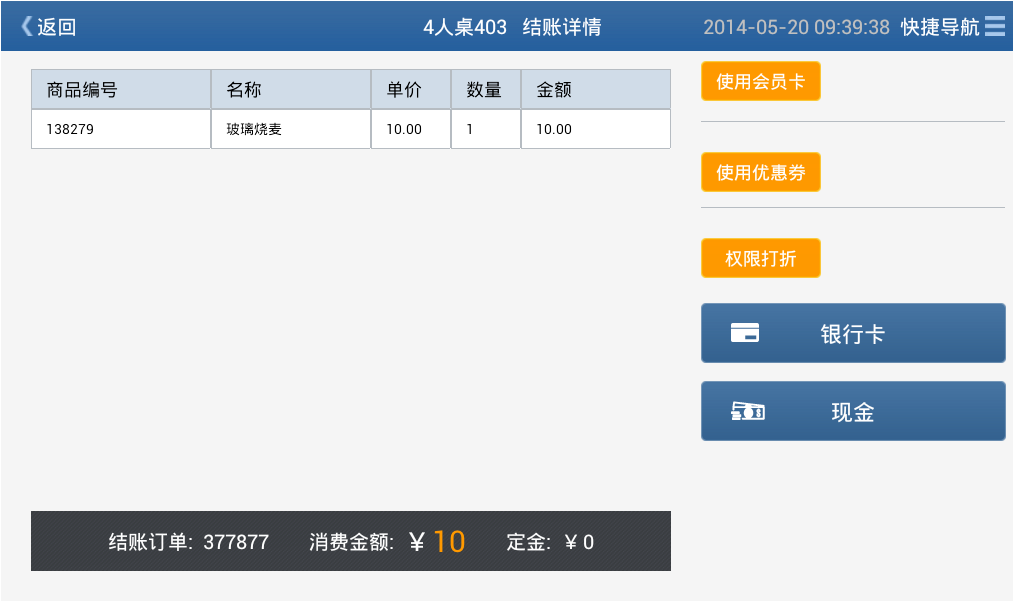 返回 4人桌403 结账详情 2014-05-20 09:39:38 快捷导航
商品编号 名称 单价 数量 金额
138279 玻璃烧麦 10.00 1 10.00
使用会员卡
使用优惠券
权限打折
银行卡
现金
结账订单: 377877 消费金额: ¥ 10 定金: ¥ 0